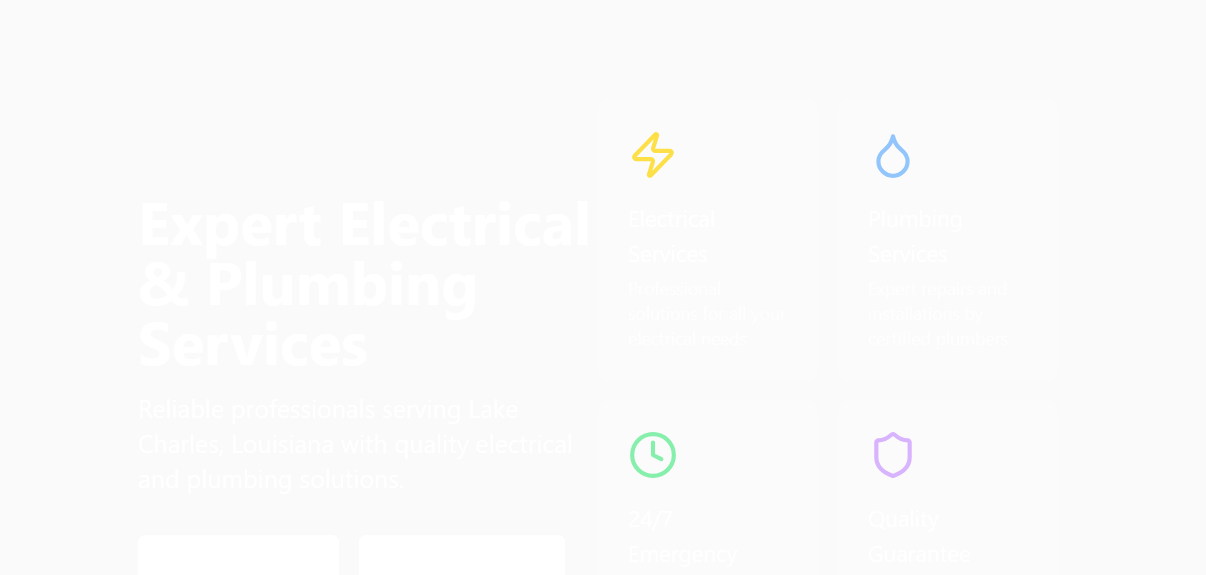 Expert Electrical
& Plumbing
Services
Reliable professionals serving Lake
Charles, Louisiana with quality electrical
and plumbing solutions.
Electrical
Services
Professional
solutions for all your
electrical needs
Plumbing
Services
Expert repairs and
installations by
certified plumbers
24/7
Emergency
Quality
Guarantee